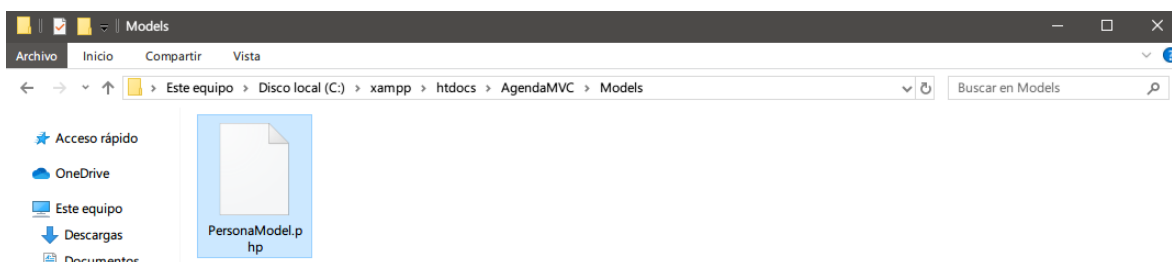 Models
Archivo Inicio Compartir Vista
Este equipo > Disco local (C:) > xampp > htdocs > AgendaMVC > Models
Buscar en Models
Acceso rápido
OneDrive
Este equipo
Descargas
Documentos
PersonaModel.p
hp